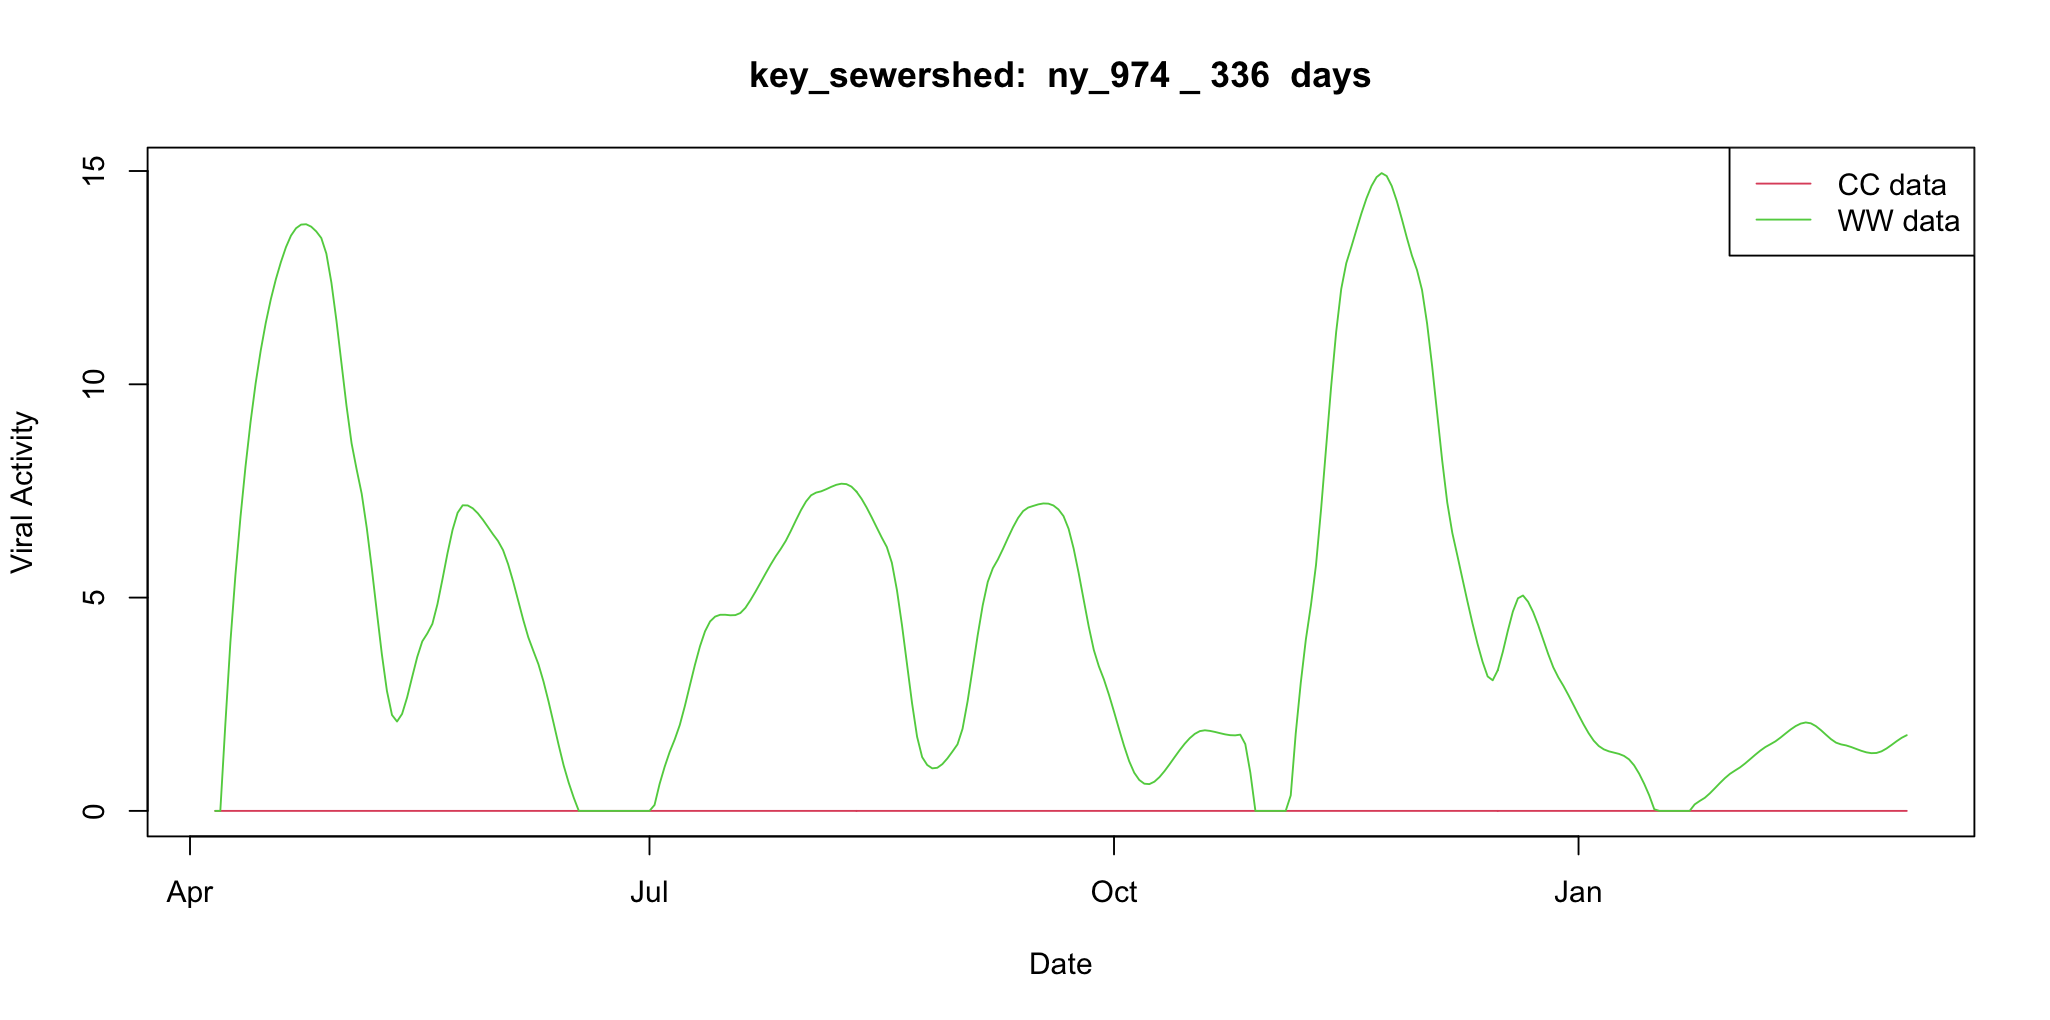 key_sewershed: ny_974 _ 336 days
CC data
WW data
Viral Activity
15
10
5
0
Apr
Jul
Oct
Jan
Date